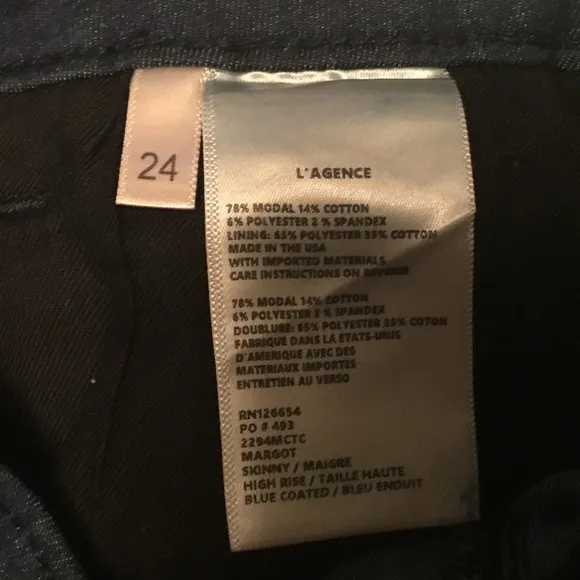 24
L'AGENCE
78% MODAL 14% COTTON
6% POLYESTER 2 % SPANDEX
LINING: 65% POLYESTER 35% COTTON
MADE IN THE USA
WITH IMPORTED MATERIALS
CARE INSTRUCTIONS ON REVERSE
78% MODAL 14% COTTON
6% POLYESTER 2 % SPANDEX
DOUBLURE: 65% POLYESTER 25% COTON
FABRIQUE DANS LA ETATS-UNIS
D'AMERIQUE AVEC DES
MATERIAUX IMPORTES
ENTRETIEN AU VERSO
RN126654
PO # 493
2294MCTC
MARGOT
SKINNY / MAIGRE
HIGH RISE / TAILLE HAUTE
BLUE COATED / BLEU ENDUIT